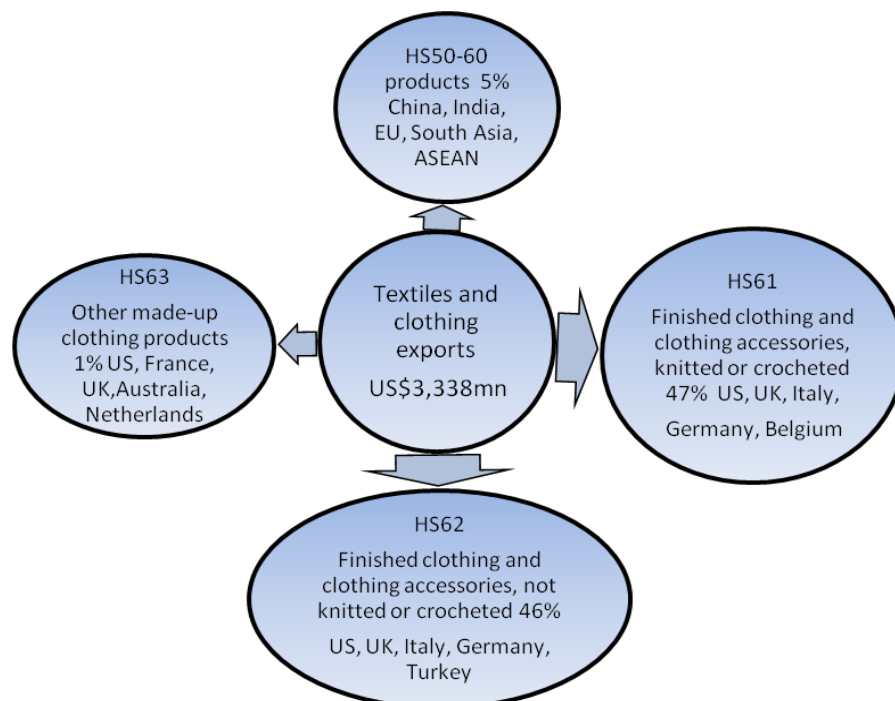 HS50-60
products 5%
China, India,
EU, South Asia,
ASEAN
HS63
Other made-up
clothing products
1% US, France,
UK,Australia,
Netherlands
Textiles and
clothing
exports
US$3,338mn
HS61
Finished clothing and
clothing accessories,
knitted or crocheted
47% US, UK, Italy,
Germany, Belgium
HS62
Finished clothing and
clothing accessories, not
knitted or crocheted 46%
US, UK, Italy, Germany,
Turkey